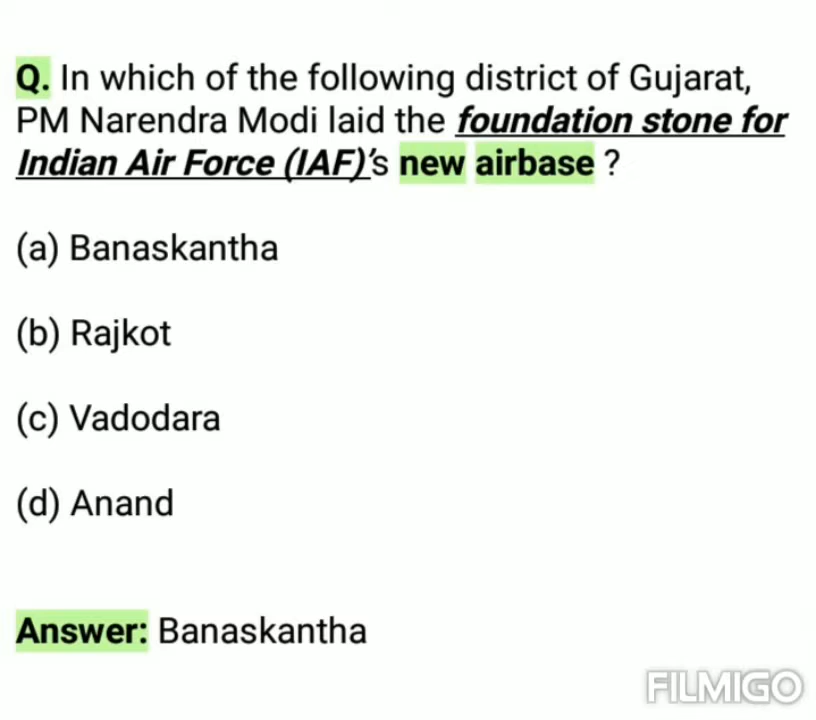 Q. In which of the following district of Gujarat,
PM Narendra Modi laid the foundation stone for
Indian Air Force (IAF)'s new airbase ?
(a) Banaskantha
(b) Rajkot
(c) Vadodara
(d) Anand
Answer: Banaskantha
FILMIGO